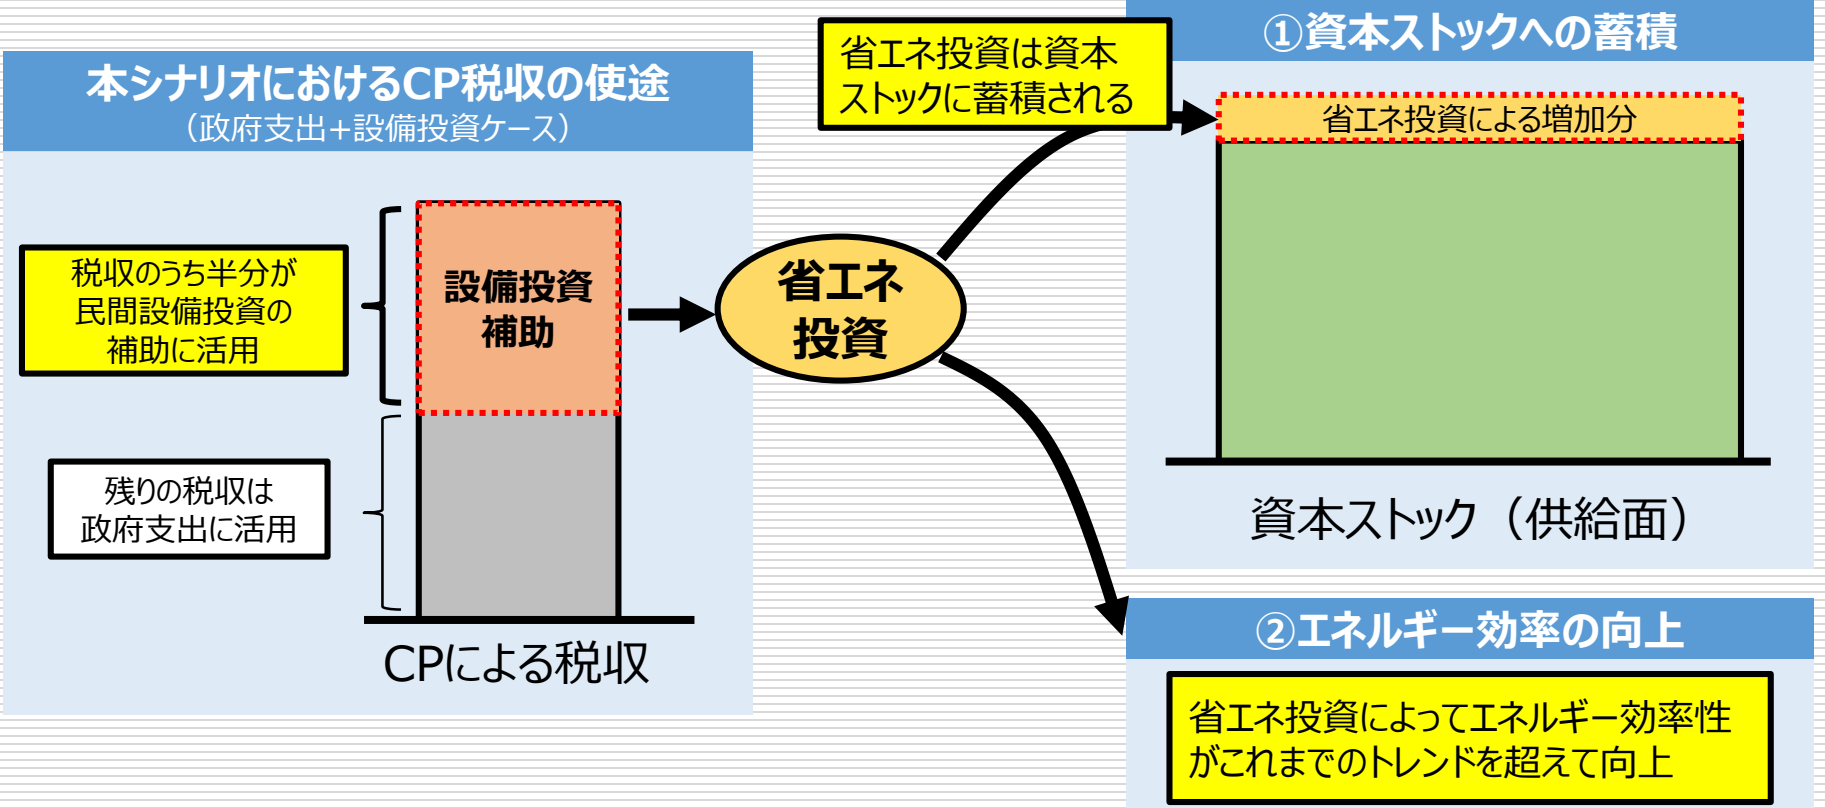 本シナリオにおけるCP税収の使途
（政府支出+設備投資ケース）
税収のうち半分が
民間設備投資の
補助に活用
設備投資
補助
残りの税収は
政府支出に活用
CPによる税収
省エネ
投資
省エネ投資は資本
ストックに蓄積される
①資本ストックへの蓄積
省エネ投資による増加分
資本ストック（供給面）
②エネルギー効率の向上
省エネ投資によってエネルギー効率性
がこれまでのトレンドを超えて向上